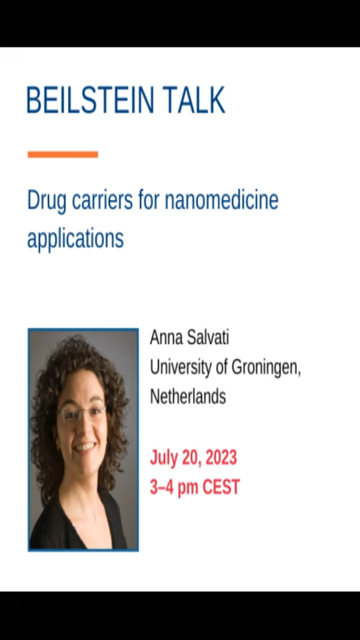 BEILSTEIN TALK
Drug carriers for nanomedicine
applications
Anna Salvati
University of Groningen,
Netherlands
July 20, 2023
3–4 pm CEST